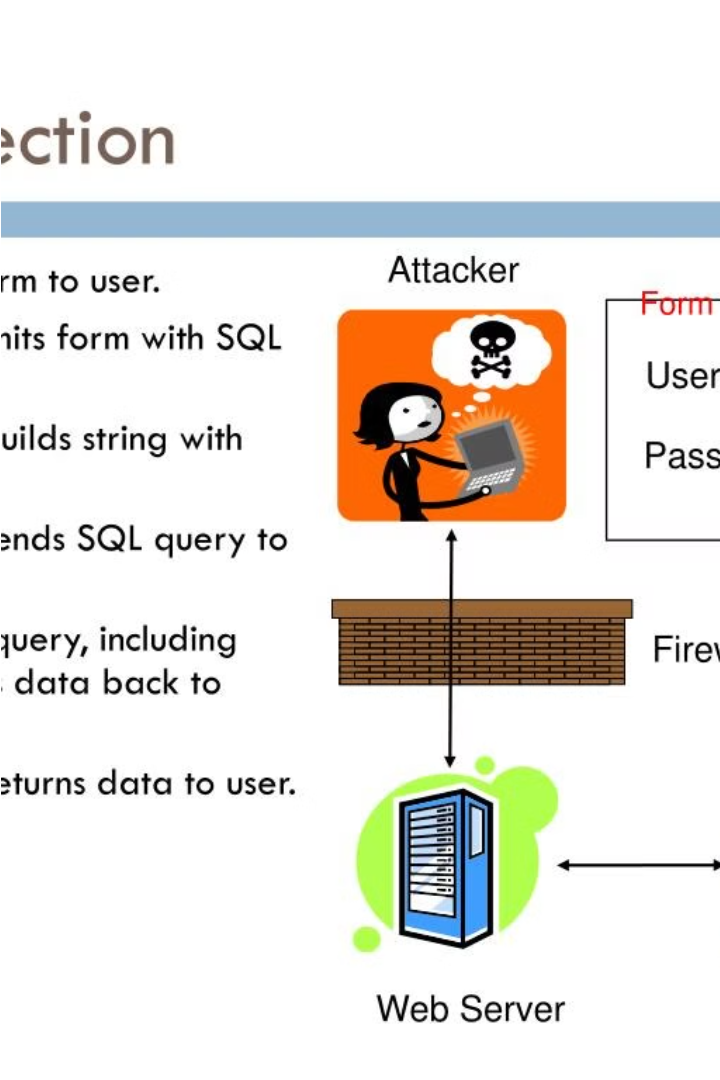 ection
rm to user.
nits form with SQL
uilds string with
ends SQL query to
query, including
s data back to
eturns data to user.
Attacker
Form
User
Pass
Firew
Web Server